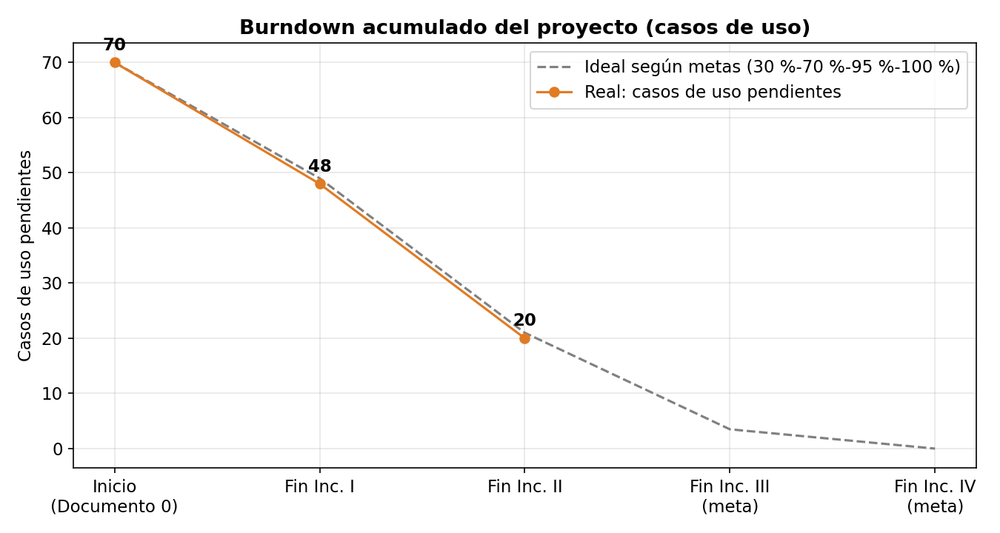 Burndown acumulado del proyecto (casos de uso)
Casos de uso pendientes
70
60
50
40
30
20
10
0
70
48
20
Ideal según metas (30 %-70 %-95 %-100 %)
Real: casos de uso pendientes
Inicio
(Documento 0)
Fin Inc. I
Fin Inc. II
Fin Inc. III
(meta)
Fin Inc. IV
(meta)